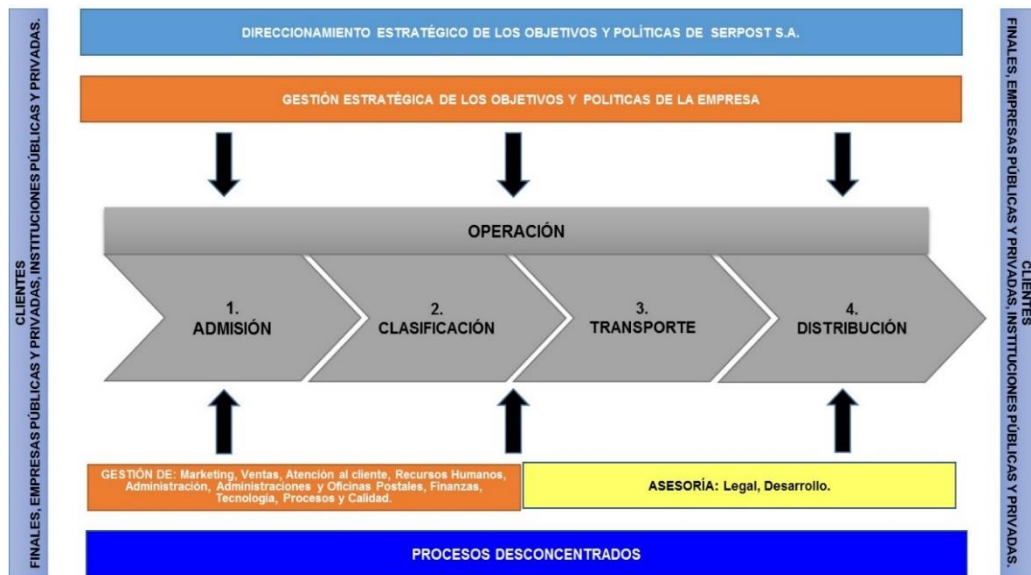 CLIENTES
FINALES, EMPRESAS PÚBLICAS Y PRIVADAS, INSTITUCIONES PÚBLICAS Y PRIVADAS.
DIRECCIONAMIENTO ESTRATÉGICO DE LOS OBJETIVOS Y POLÍTICAS DE SERPOST S.A.
GESTIÓN ESTRATÉGICA DE LOS OBJETIVOS Y POLITICAS DE LA EMPRESA
OPERACIÓN
1.
ADMISIÓN
2.
CLASIFICACIÓN
3.
TRANSPORTE
4.
DISTRIBUCIÓN
GESTIÓN DE: Marketing, Ventas, Atención al cliente, Recursos Humanos,
Administración, Administraciones y Oficinas Postales, Finanzas,
Tecnología, Procesos y Calidad.
ASESORÍA: Legal, Desarrollo.
PROCESOS DESCONCENTRADOS
CLIENTES
FINALES, EMPRESAS PÚBLICAS Y PRIVADAS, INSTITUCIONES PÚBLICAS Y PRIVADAS.